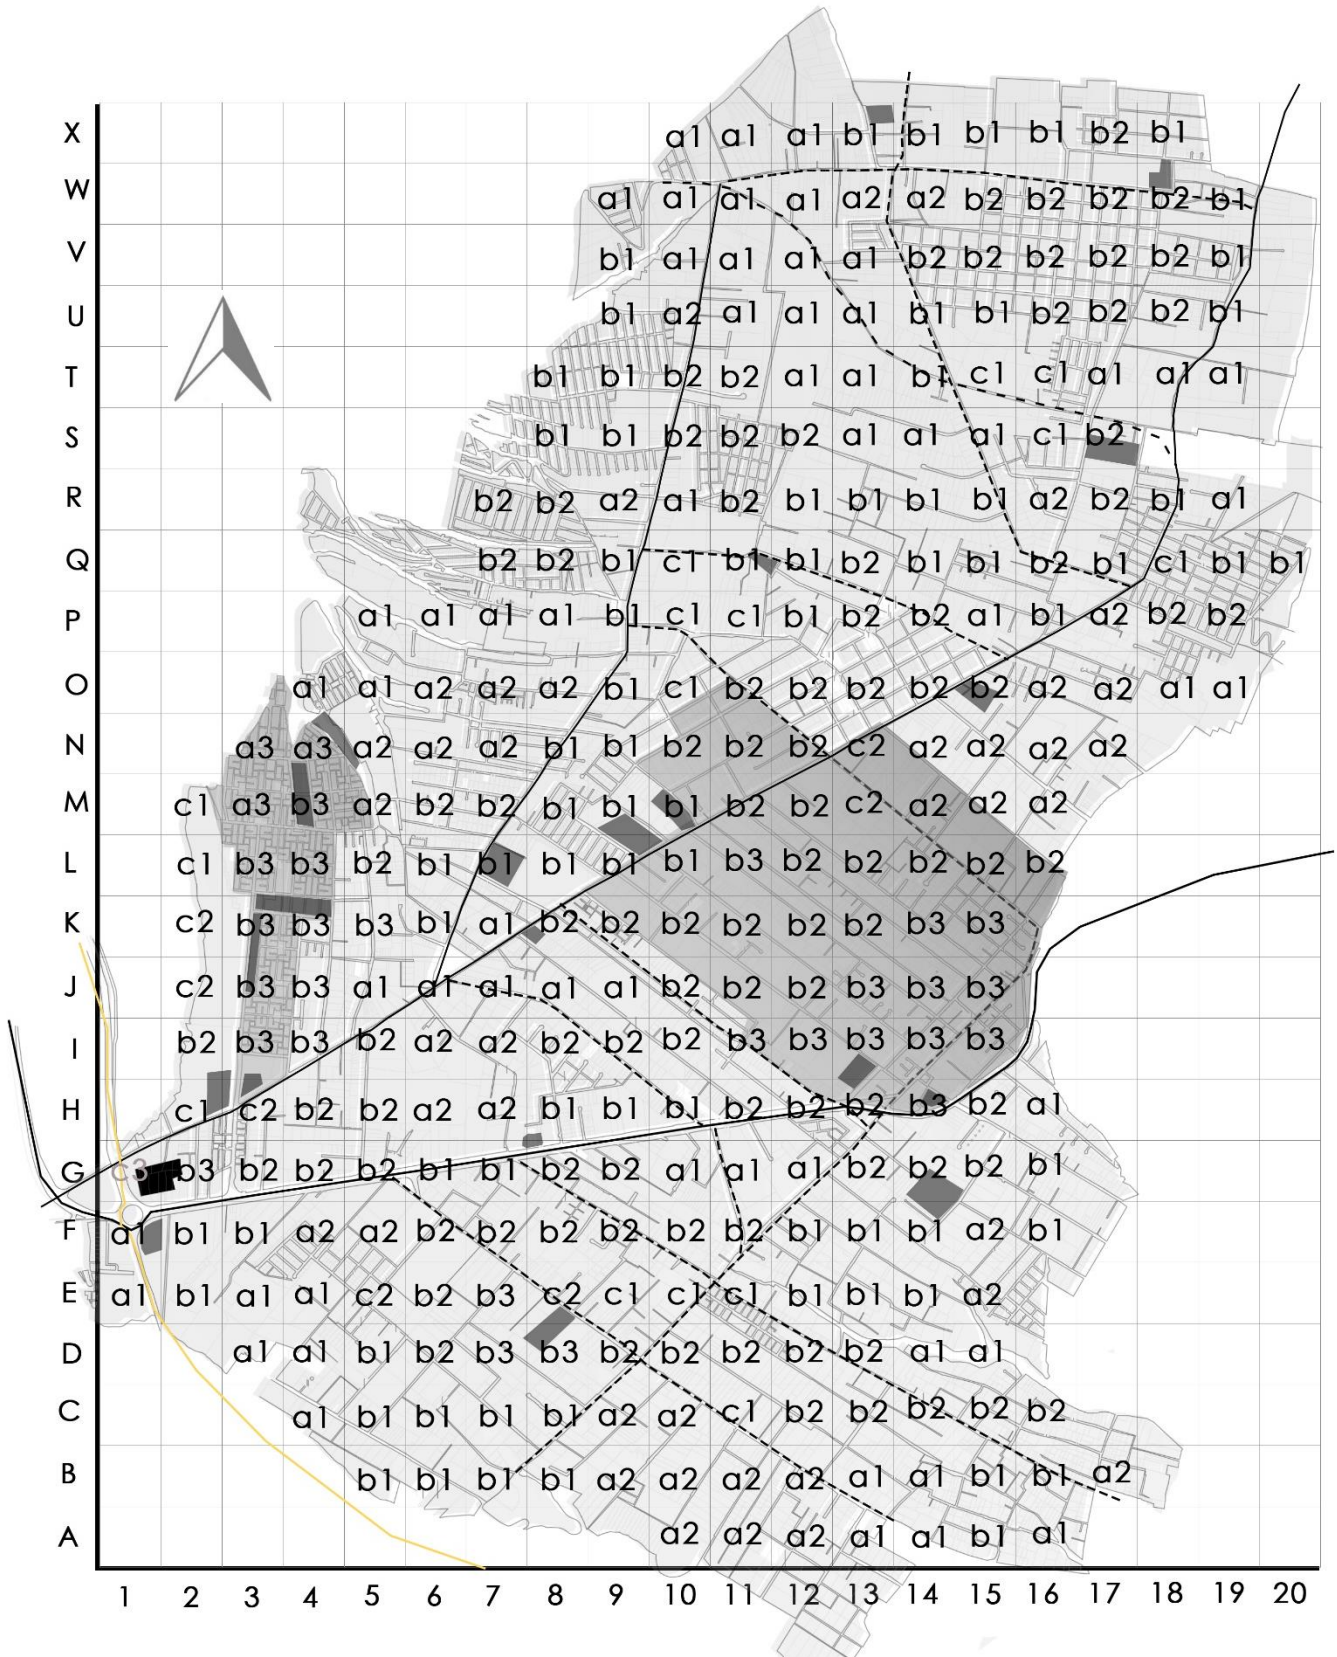 X a1 a1 a1 b1 b1 b1 b1 b2 b1
W a1 a1 a1 a1 a2 a2 b2 b2 b2 b2 b1
V b1 a1 a1 a1 a1 b2 b2 b2 b2 b2 b1
U b1 a2 a1 a1 a1 b1 b1 b2 b2 b2 b1
T b1 b1 b2 b2 a1 a1 b1 c1 c1 a1 a1 a1
S b1 b1 b2 b2 b2 a1 a1 a1 c1 b2
R b2 b2 a2 a1 b2 b1 b1 b1 b1 a2 b2 b1 a1
Q b2 b2 b1 c1 b1 b1 b2 b1 b1 b2 b1 c1 b1 b1
P a1 a1 a1 a1 b1 c1 c1 b1 b2 b2 a1 b1 a2 b2 b2
O a1 a1 a2 a2 a2 b1 c1 b2 b2 b2 b2 b2 a2 a2 a1 a1
N a3 a3 a2 a2 a2 b1 b1 b2 b2 b2 c2 a2 a2 a2 a2
M c1 a3 b3 a2 b2 b2 b1 b1 b1 b2 b2 c2 a2 a2 a2
L c1 b3 b3 b2 b1 b1 b1 b1 b1 b3 b2 b2 b2 b2 b2
K c2 b3 b3 b3 b1 a1 b2 b2 b2 b2 b2 b2 b3 b3
J c2 b3 b3 a1 a1 a1 a1 a1 b2 b2 b2 b3 b3 b3
I b2 b3 b3 b2 a2 a2 b2 b2 b2 b3 b3 b3 b3 b3
H c1 c2 b2 b2 a2 a2 b1 b1 b1 b2 b2 b2 b3 b2 a1
G c3 b3 b2 b2 b2 b1 b1 b2 b2 a1 a1 a1 b2 b2 b2 b1
F a1 b1 b1 a2 a2 b2 b2 b2 b2 b2 b2 b1 b1 b1 a2 b1
E a1 b1 a1 a1 c2 b2 b3 c2 c1 c1 c1 b1 b1 b1 a2
D a1 a1 b1 b2 b3 b3 b2 b2 b2 b2 b2 a1 a1
C a1 b1 b1 b1 b1 a2 a2 c1 b2 b2 b2 b2 b2
B b1 b1 b1 b1 a2 a2 a2 a2 a1 a1 b1 b1 a2
A a2 a2 a2 a1 a1 b1 a1
1 2 3 4 5 6 7 8 9 10 11 12 13 14 15 16 17 18 19 20